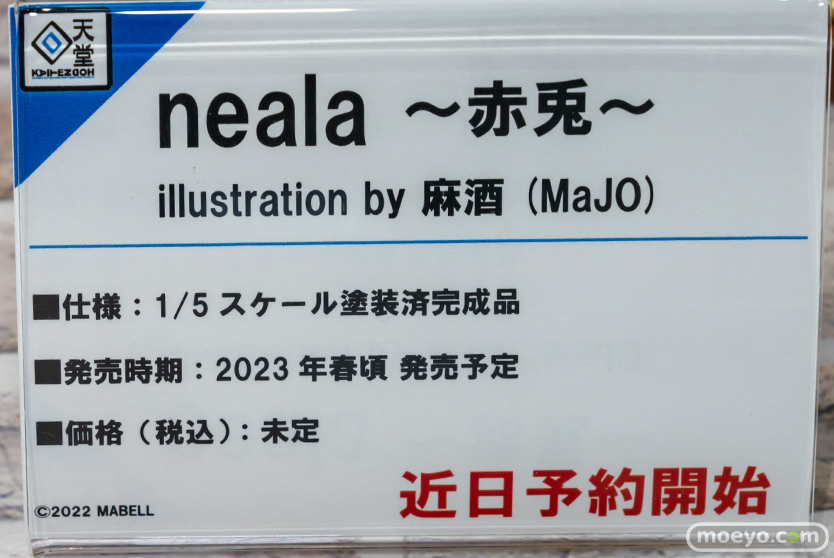 天堂
KAITENDOH
neala ～赤兎～
illustration by 麻酒 (MaJO)
■仕様：1/5 スケール塗装済完成品
■発売時期：2023 年春頃 発売予定
■価格（税込）：未定
近日予約開始
©2022 MABELL
moeyo.com